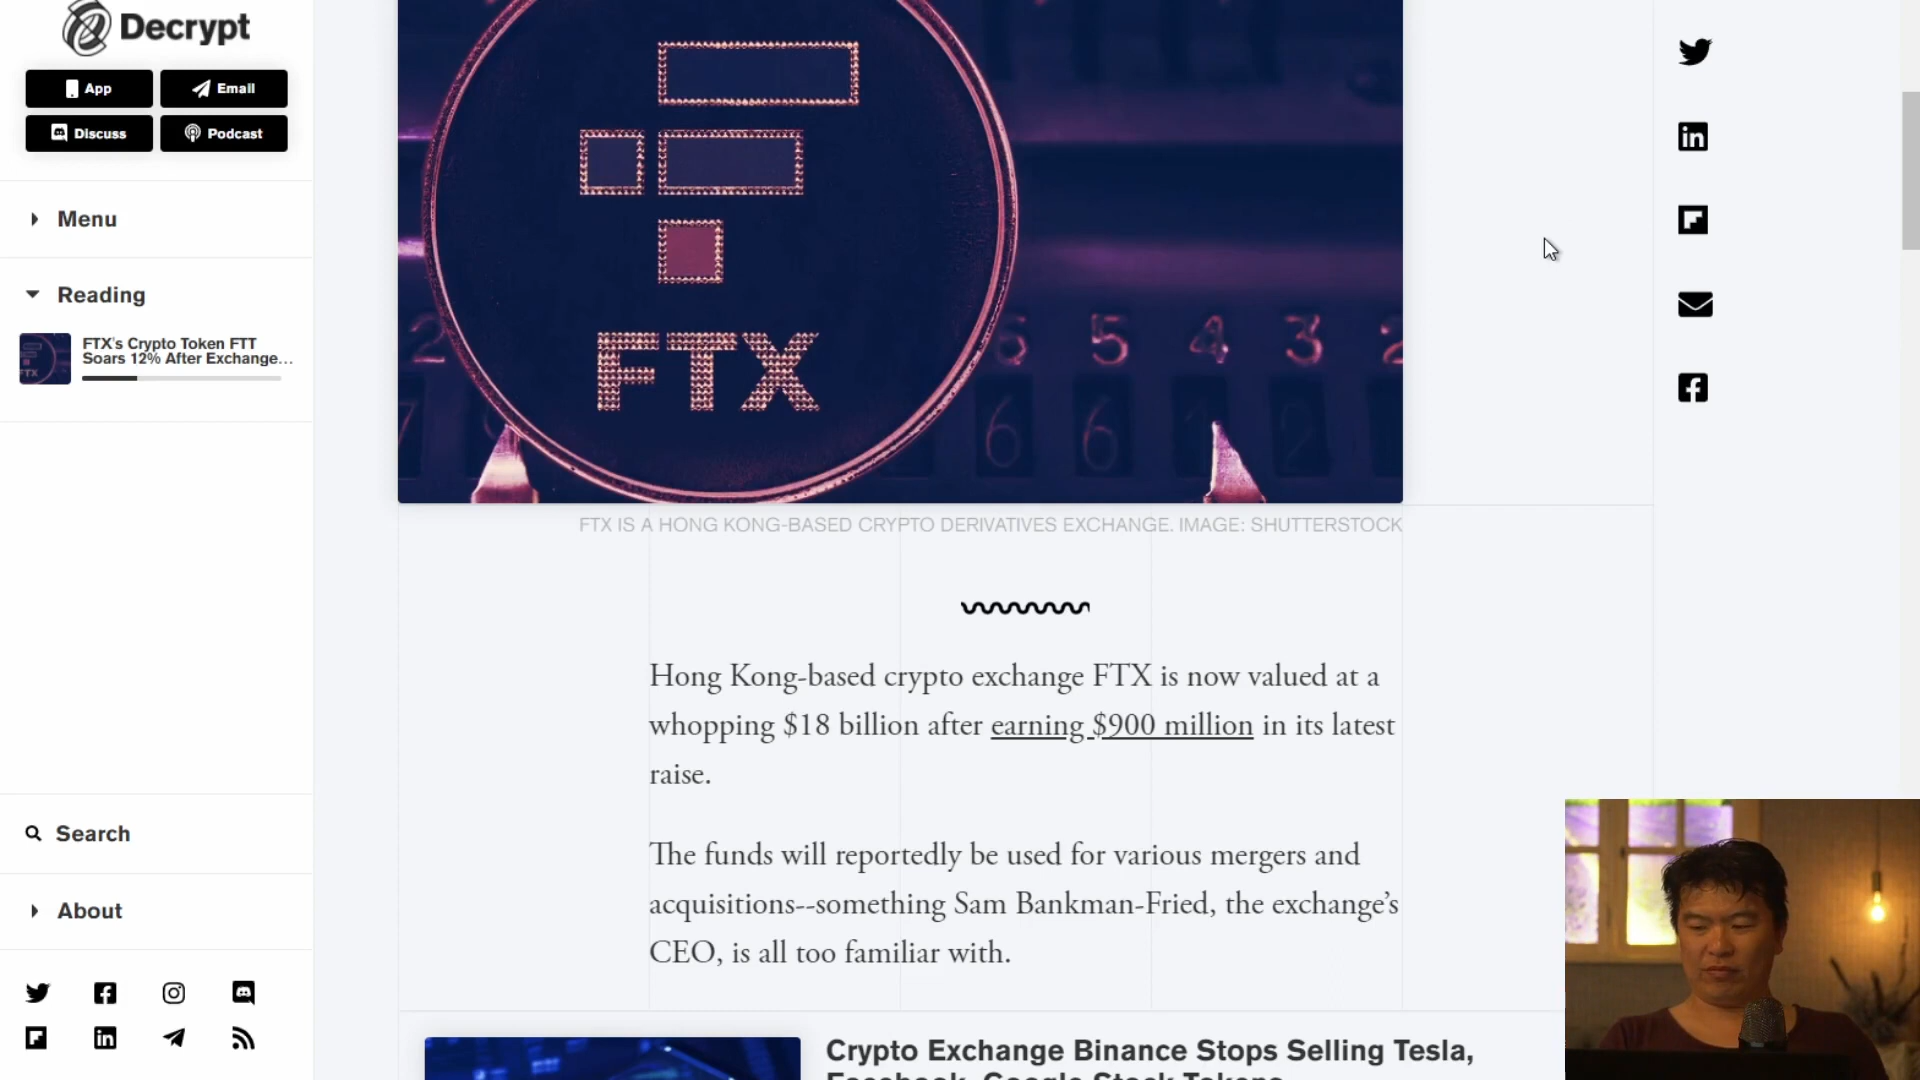 Decrypt
App
Email
Discuss
Podcast
Menu
Reading
FTX's Crypto Token FTT
Soars 12% After Exchange...
Search
About
FTX
FTX IS A HONG KONG-BASED CRYPTO DERIVATIVES EXCHANGE. IMAGE: SHUTTERSTOCK
Hong Kong-based crypto exchange FTX is now valued at a
whopping $18 billion after earning $900 million in its latest
raise.
The funds will reportedly be used for various mergers and
acquisitions--something Sam Bankman-Fried, the exchange’s
CEO, is all too familiar with.
Crypto Exchange Binance Stops Selling Tesla,
Facebook, Google Stock Tokens